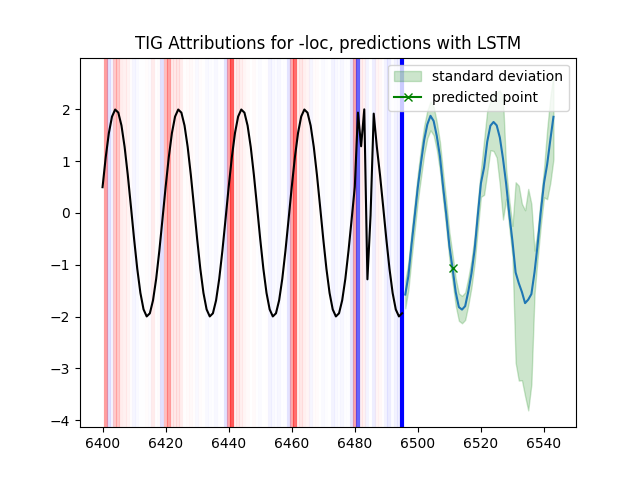 TIG Attributions for -loc, predictions with LSTM
standard deviation
predicted point
2
1
0
−1
−2
−3
−4
6400 6420 6440 6460 6480 6500 6520 6540